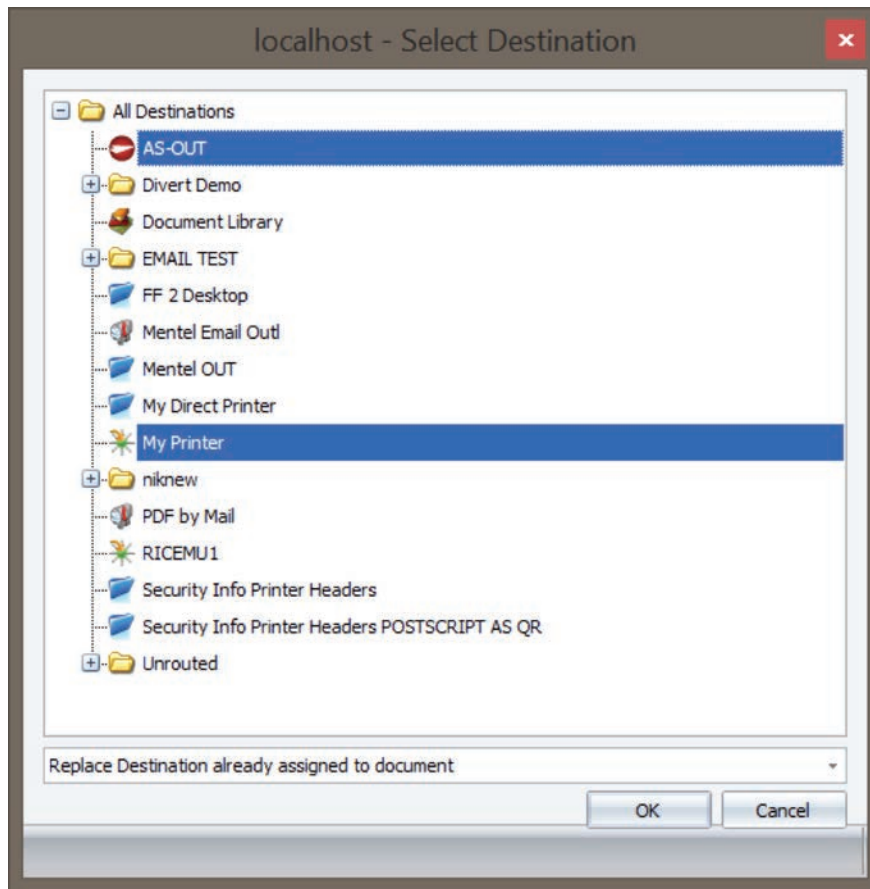 localhost - Select Destination
All Destinations
AS-OUT
Divert Demo
Document Library
EMAIL TEST
FF 2 Desktop
Mentel Email Outl
Mentel OUT
My Direct Printer
My Printer
niknew
PDF by Mail
RICEMU1
Security Info Printer Headers
Security Info Printer Headers POSTSCRIPT AS QR
Unrouted
Replace Destination already assigned to document
OK Cancel